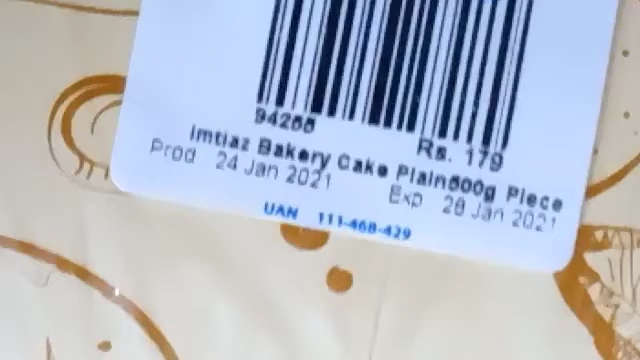 94255
Rs. 179
Imtiaz Bakery Cake Plain500g Piece
Prod 24 Jan 2021 Exp 28 Jan 2021
UAN 111-468-429